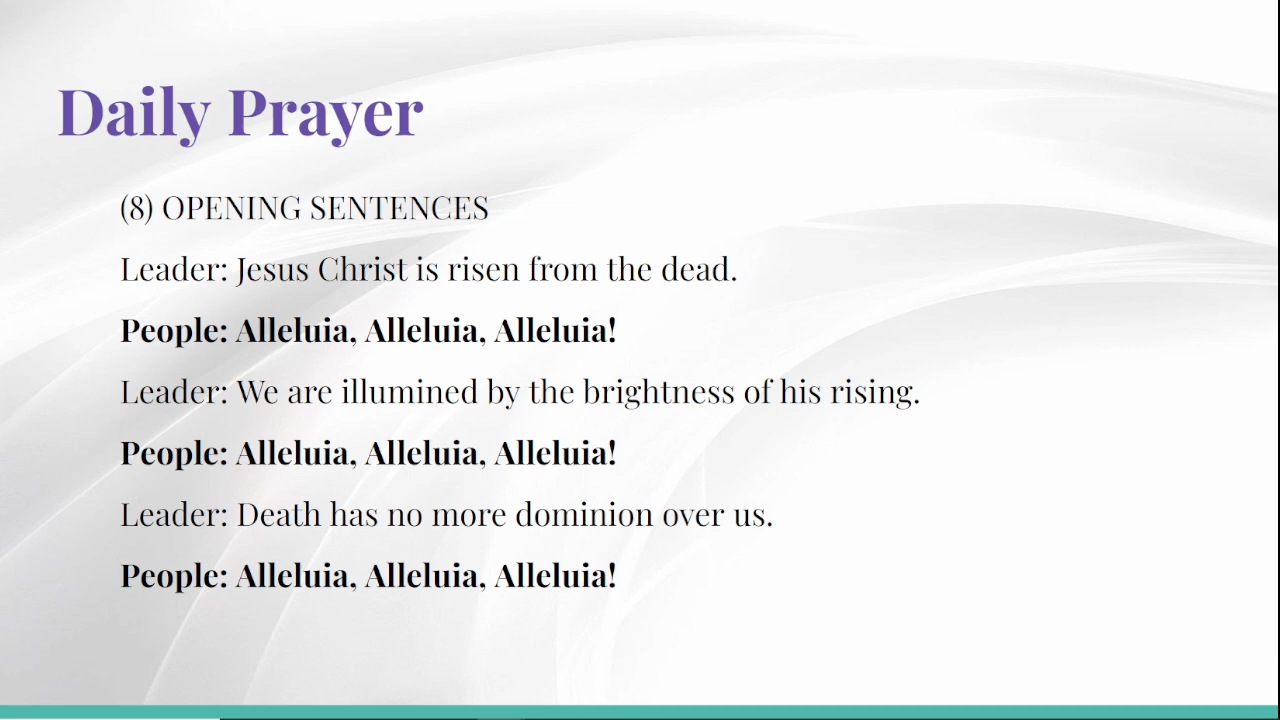 Daily Prayer
(8) OPENING SENTENCES
Leader: Jesus Christ is risen from the dead.
People: Alleluia, Alleluia, Alleluia!
Leader: We are illumined by the brightness of his rising.
People: Alleluia, Alleluia, Alleluia!
Leader: Death has no more dominion over us.
People: Alleluia, Alleluia, Alleluia!